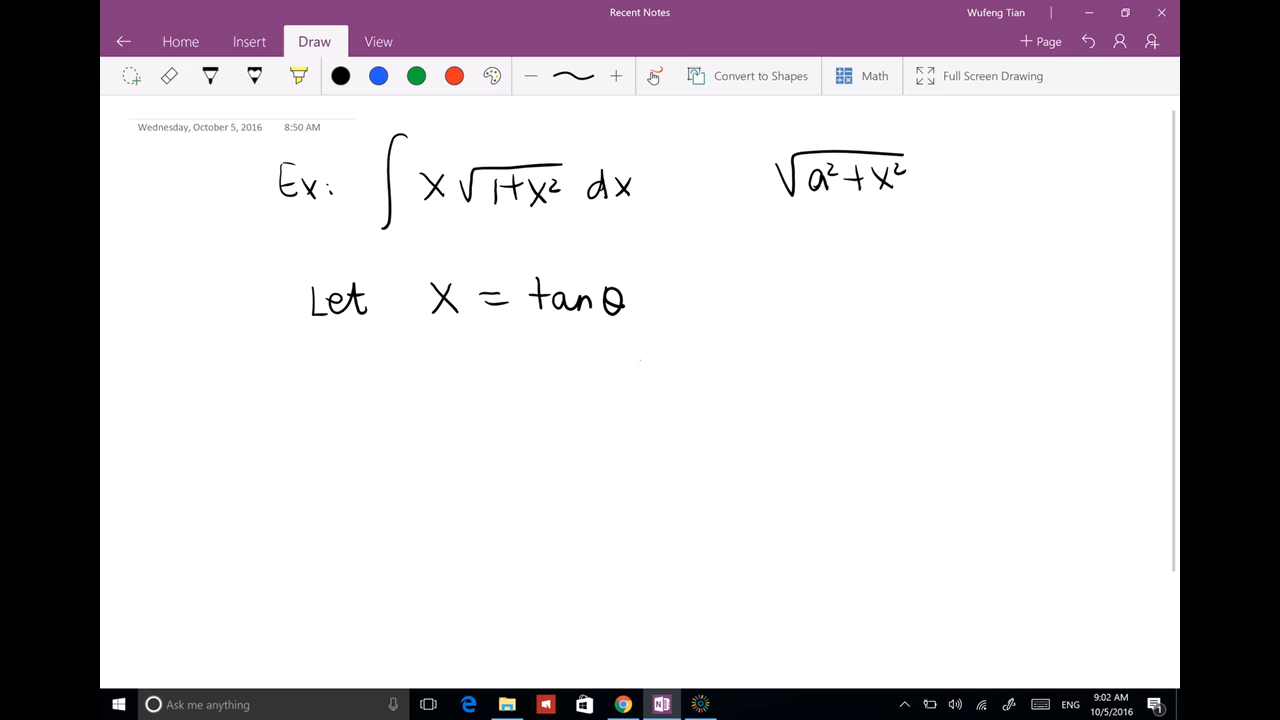 Recent Notes
Wufeng Tian
Home Insert Draw View
+ Page
Convert to Shapes Math Full Screen Drawing
Wednesday, October 5, 2016 8:50 AM
Ex: ∫ x √(1+x²) dx √(a²+x²)
Let x = tanθ
Ask me anything
ENG
9:02 AM
10/5/2016
1